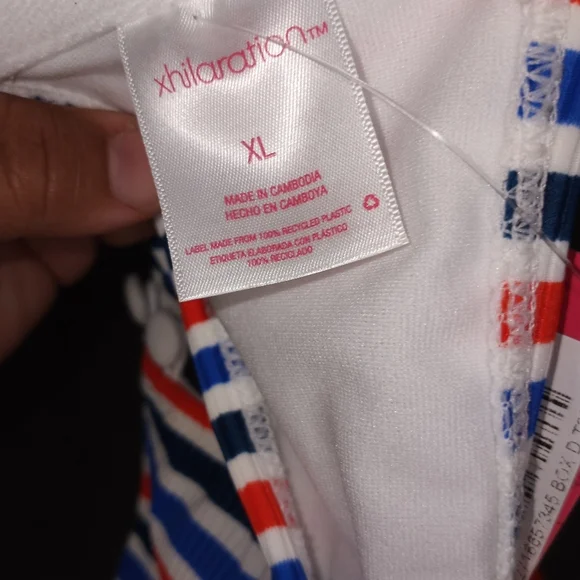 xhilaration™
XL
MADE IN CAMBODIA
HECHO EN CAMBOYA
LABEL MADE FROM 100% RECYCLED PLASTIC
ETIQUETA ELABORADA CON PLÁSTICO
100% RECICLADO